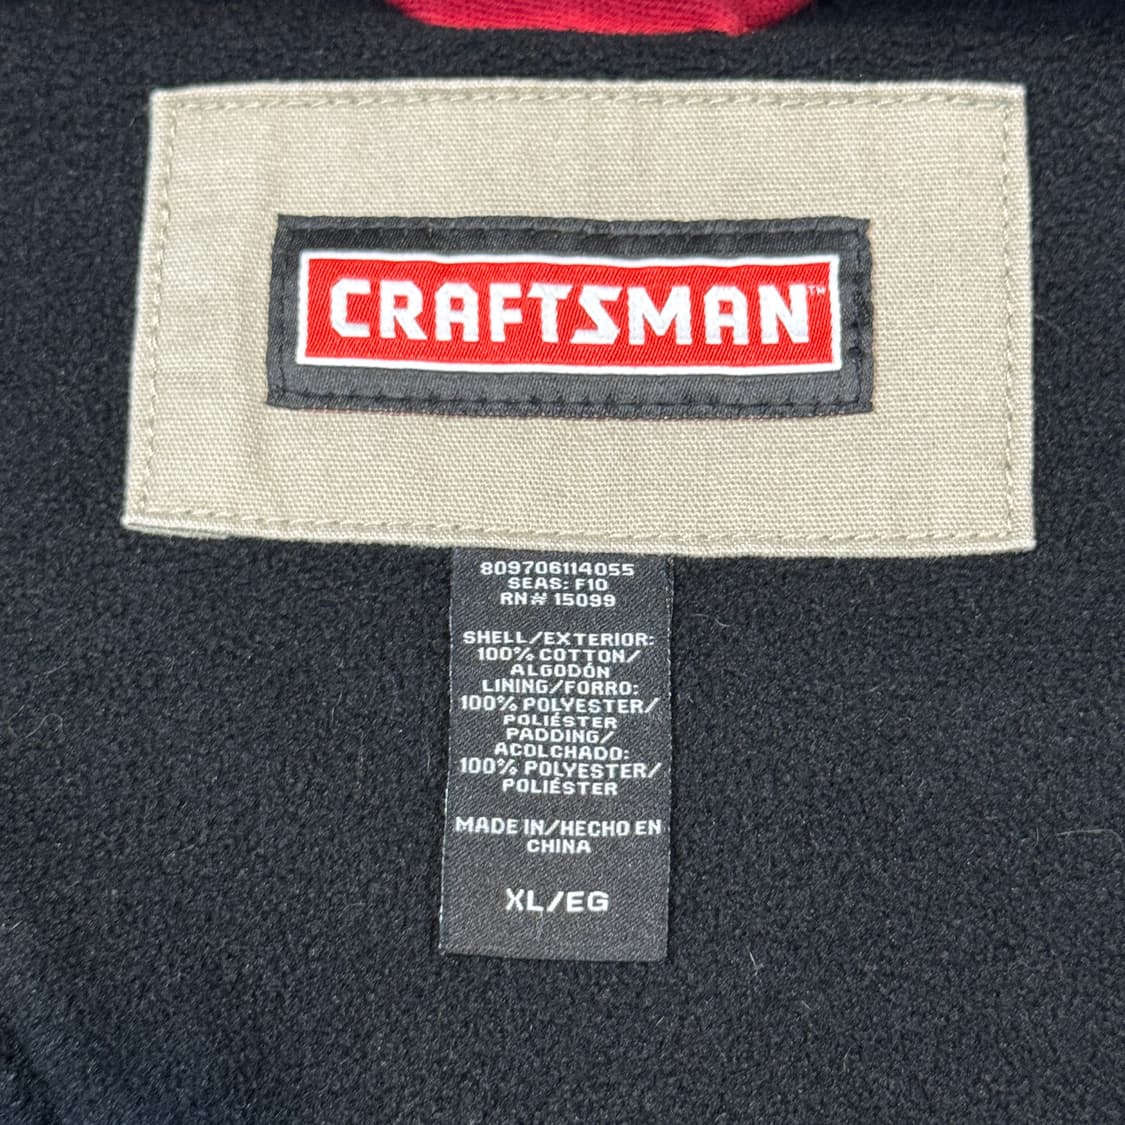 CRAFTSMAN™
809706114055
SEAS: F10
RN# 15099
SHELL/EXTERIOR:
100% COTTON/
ALGODÓN
LINING/FORRO:
100% POLYESTER/
POLIÉSTER
PADDING/
ACOLCHADO:
100% POLYESTER/
POLIÉSTER
MADE IN/HECHO EN
CHINA
XL/EG